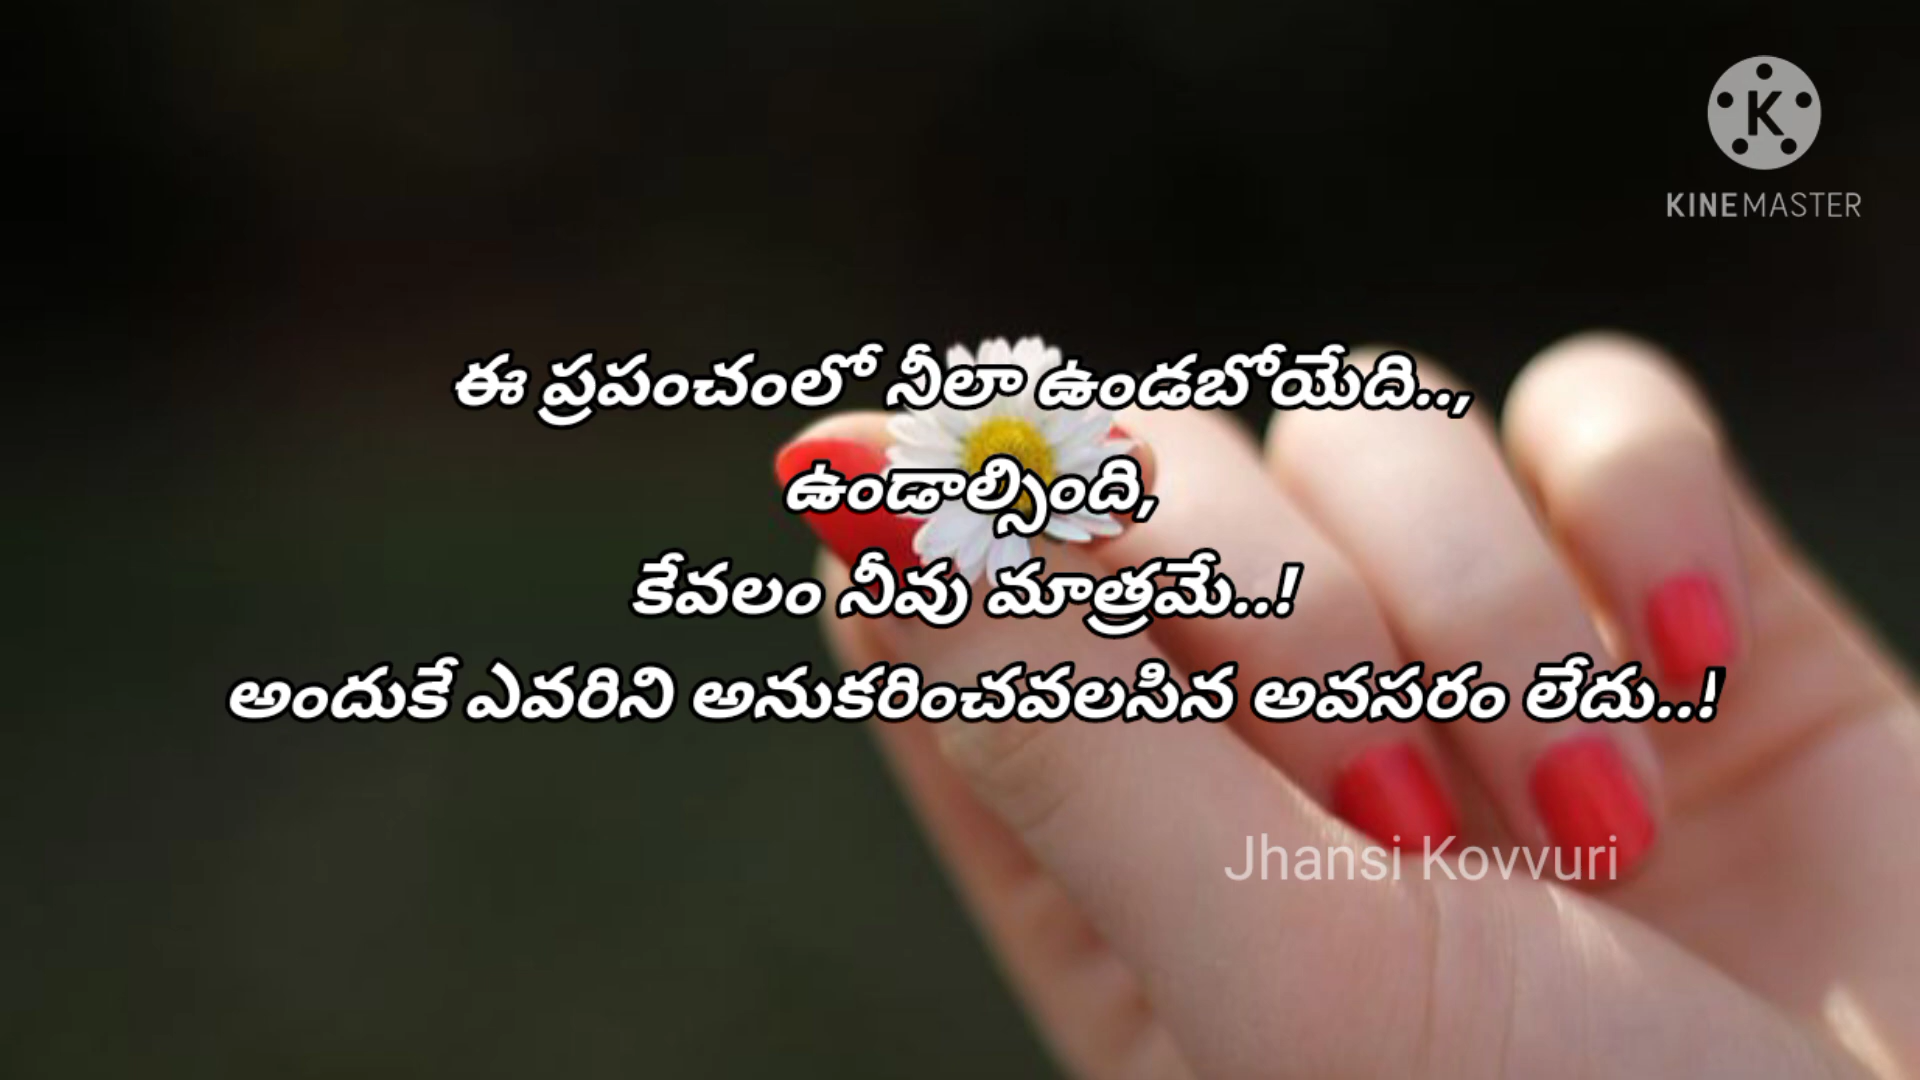 KINEMASTER
ఈ ప్రపంచంలో నీలా ఉండబోయేది..,
ఉండాల్సింది,
కేవలం నీవు మాత్రమే..!
అందుకే ఎవరిని అనుకరించవలసిన అవసరం లేదు..!
Jhansi Kovvuri